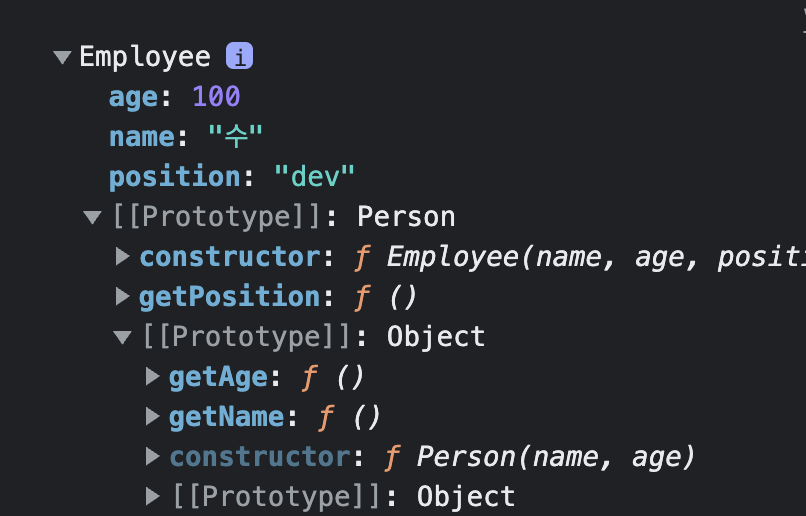 Employee i
age: 100
name: "수"
position: "dev"
[[Prototype]]: Person
constructor: ƒ Employee(name, age, positi
getPosition: ƒ ()
[[Prototype]]: Object
getAge: ƒ ()
getName: ƒ ()
constructor: ƒ Person(name, age)
[[Prototype]]: Object